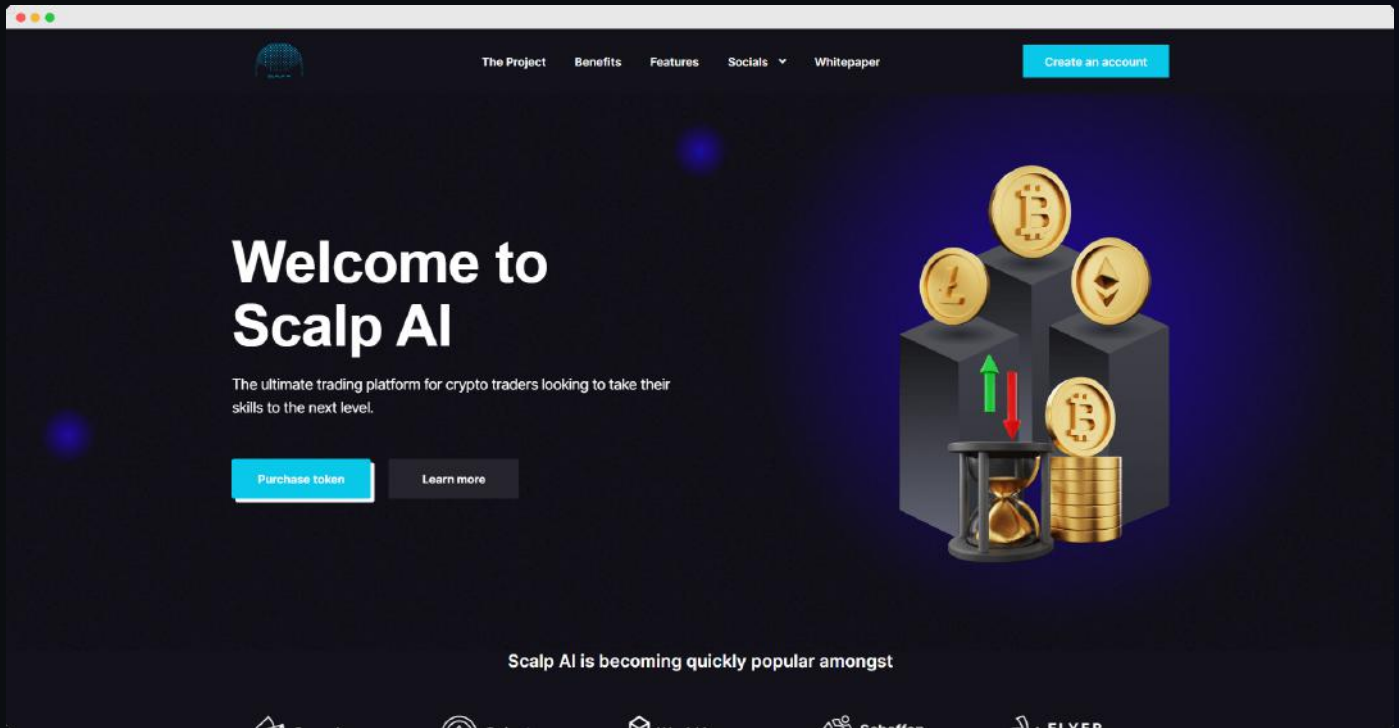 The Project
Benefits
Features
Socials
Whitepaper
Create an account
Welcome to
Scalp AI
The ultimate trading platform for crypto traders looking to take their
skills to the next level.
Purchase token
Learn more
Scalp AI is becoming quickly popular amongst